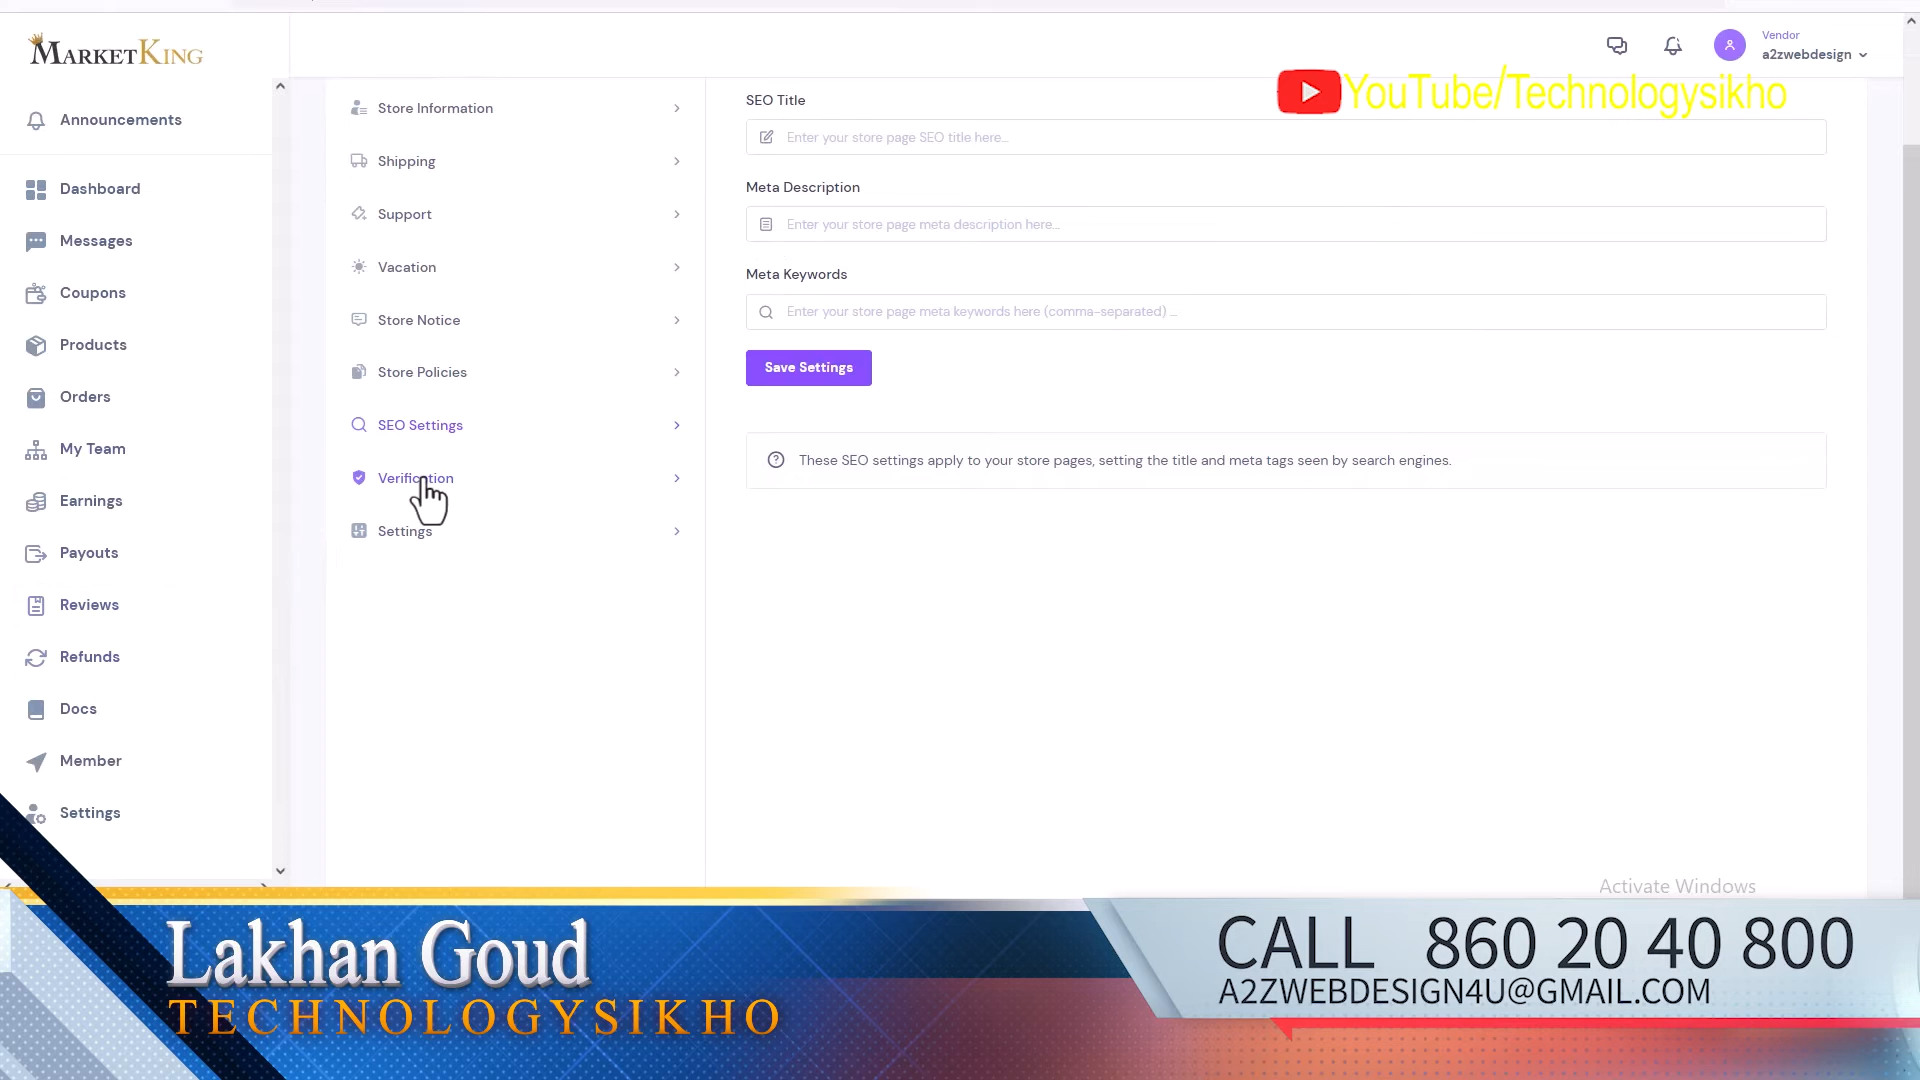 MARKETKING
Vendor
a2zwebdesign
YouTube/Technologysikho
Announcements
Dashboard
Messages
Coupons
Products
Orders
My Team
Earnings
Payouts
Reviews
Refunds
Docs
Member
Settings
Store Information
Shipping
Support
Vacation
Store Notice
Store Policies
SEO Settings
Verification
Settings
SEO Title
Enter your store page SEO title here...
Meta Description
Enter your store page meta description here...
Meta Keywords
Enter your store page meta keywords here (comma-separated) ...
Save Settings
These SEO settings apply to your store pages, setting the title and meta tags seen by search engines.
Activate Windows
Lakhan Goud
TECHNOLOGYSIKHO
CALL 860 20 40 800
A2ZWEBDESIGN4U@GMAIL.COM